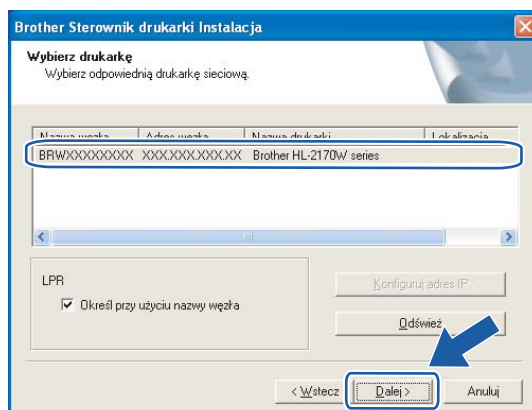 Brother Sterownik drukarki Instalacja
Wybierz drukarkę
Wybierz odpowiednią drukarkę sieciową.
Nazwa węzła Adres węzła Nazwa drukarki Lokalizacja
BRWXXXXXXXX XXX.XXX.XXX.XX Brother HL-2170W series
LPR
Określ przy użyciu nazwy węzła
Konfiguruj adres IP
Odśwież
< Wstecz Dalej > Anuluj